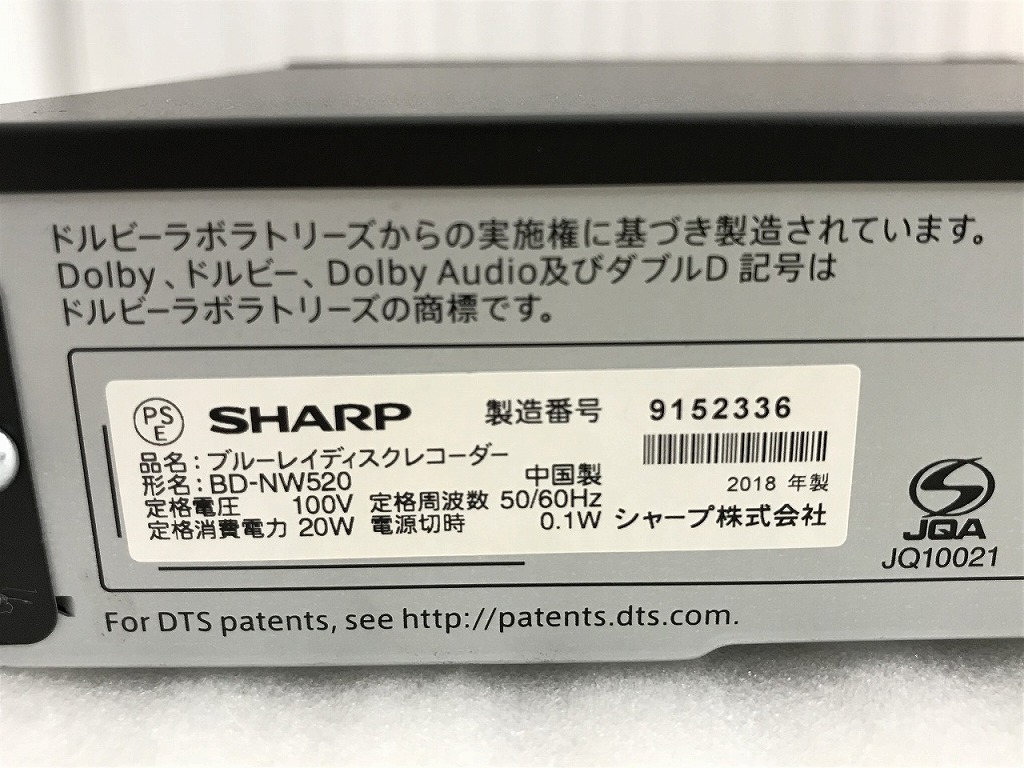 ドルビーラボラトリーズからの実施権に基づき製造されています。
Dolby、ドルビー、Dolby Audio及びダブルD 記号は
ドルビーラボラトリーズの商標です。
PS
E
SHARP 製造番号 9152336
品名：ブルーレイディスクレコーダー
形名：BD-NW520 中国製 2018 年製
定格電圧 100V 定格周波数 50/60Hz
定格消費電力 20W 電源切時 0.1W シャープ株式会社
JQA
JQ10021
For DTS patents, see http://patents.dts.com.